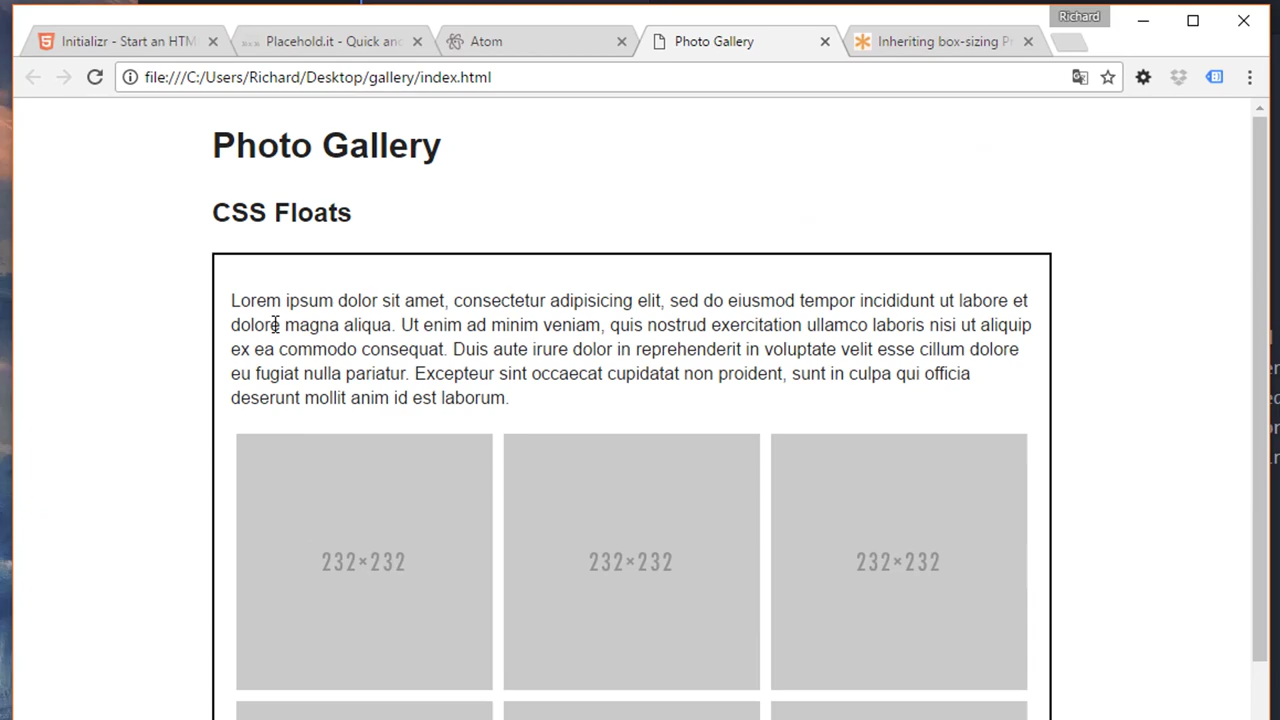 Richard
Initializr - Start an HTM
Placehold.it - Quick an
Atom
Photo Gallery
Inheriting box-sizing Pr
file:///C:/Users/Richard/Desktop/gallery/index.html
Photo Gallery
CSS Floats
Lorem ipsum dolor sit amet, consectetur adipisicing elit, sed do eiusmod tempor incididunt ut labore et
dolore magna aliqua. Ut enim ad minim veniam, quis nostrud exercitation ullamco laboris nisi ut aliquip
ex ea commodo consequat. Duis aute irure dolor in reprehenderit in voluptate velit esse cillum dolore
eu fugiat nulla pariatur. Excepteur sint occaecat cupidatat non proident, sunt in culpa qui officia
deserunt mollit anim id est laborum.
232×232
232×232
232×232